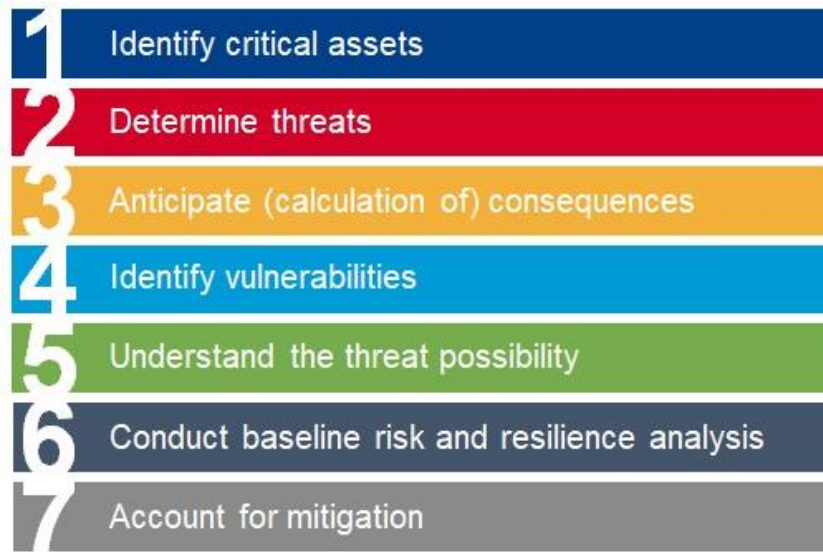 1 Identify critical assets
2 Determine threats
3 Anticipate (calculation of) consequences
4 Identify vulnerabilities
5 Understand the threat possibility
6 Conduct baseline risk and resilience analysis
7 Account for mitigation